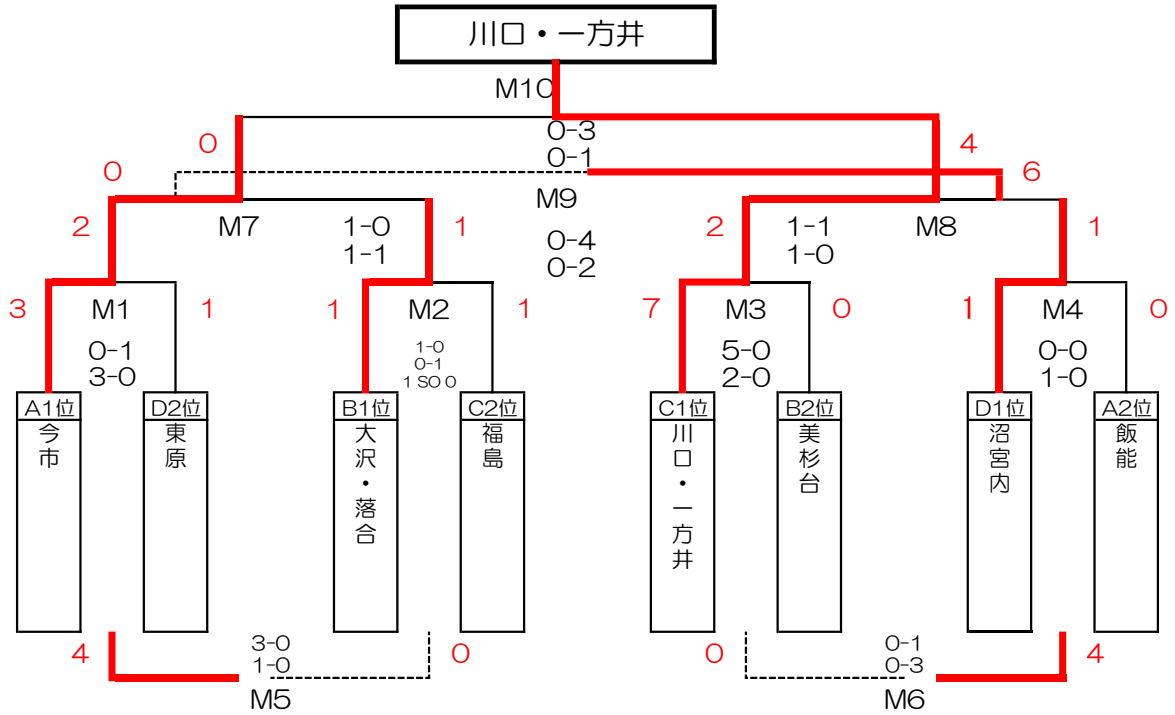 川口・一方井
M10
0-3
0-1
0
4
0
6
M9
2
M7
1-0
1-1
1
0-4
0-2
2
1-1
1-0
M8
1
3
M1
1
0-1
3-0
1
M2
1
1-0
0-1
1 SO 0
7
M3
0
5-0
2-0
1
M4
0
0-0
1-0
A1位
D2位
B1位
C2位
C1位
B2位
D1位
A2位
今市
東原
大沢・落合
福島
川口・一方井
美杉台
沼宮内
飯能
4
3-0
1-0
0
M5
0
0-1
0-3
4
M6